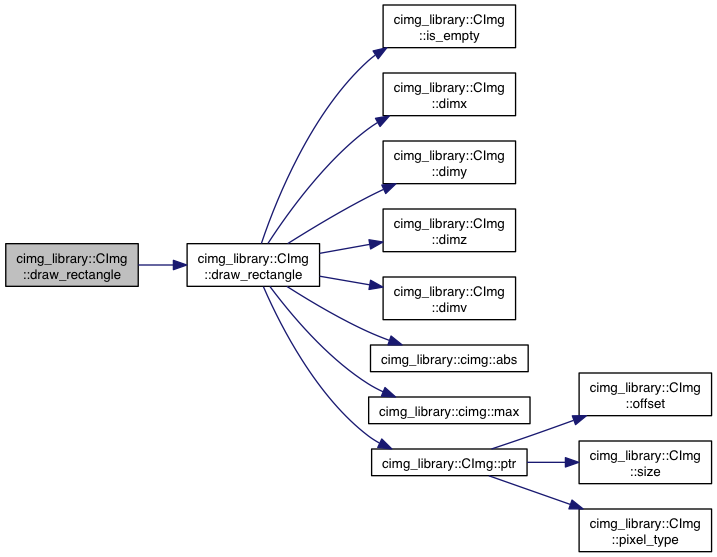 cimg_library::CImg
::draw_rectangle
cimg_library::CImg
::draw_rectangle
cimg_library::CImg
::is_empty
cimg_library::CImg
::dimx
cimg_library::CImg
::dimy
cimg_library::CImg
::dimz
cimg_library::CImg
::dimv
cimg_library::cimg::abs
cimg_library::cimg::max
cimg_library::CImg::ptr
cimg_library::CImg
::offset
cimg_library::CImg
::size
cimg_library::CImg
::pixel_type